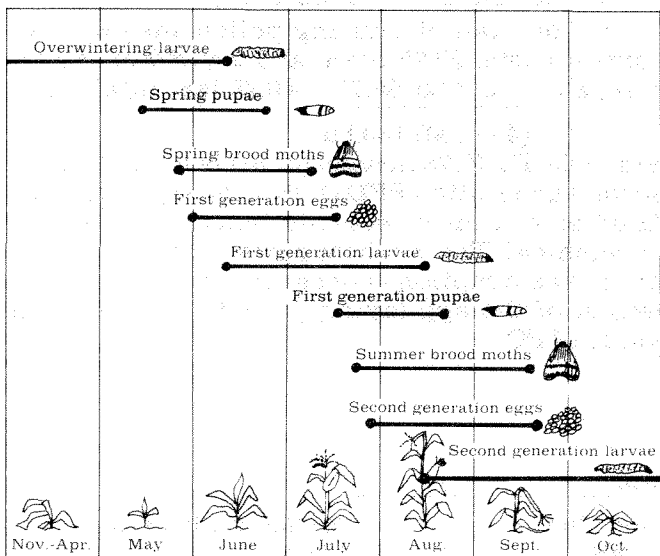 Overwintering larvae
Spring pupae
Spring brood moths
First generation eggs
First generation larvae
First generation pupae
Summer brood moths
Second generation eggs
Second generation larvae
Nov.-Apr. May June July Aug. Sept. Oct.